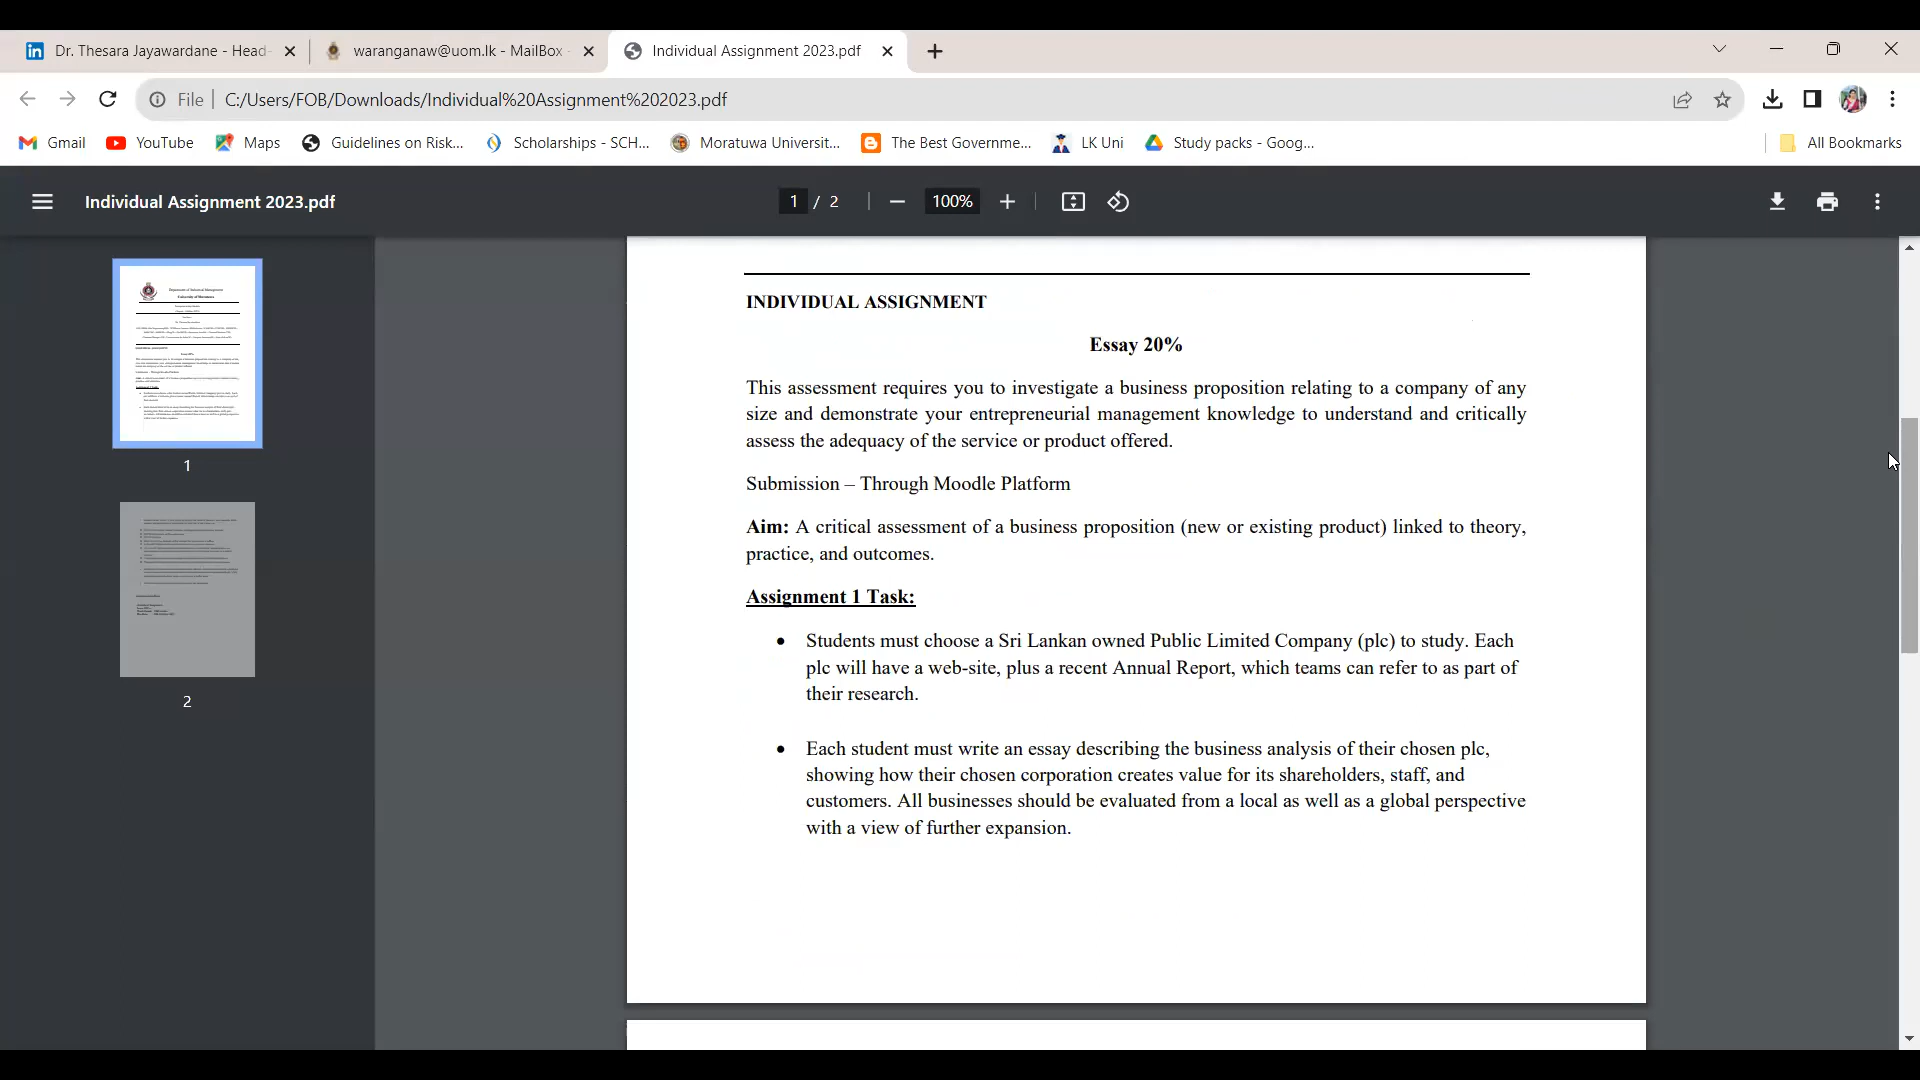 Dr. Thesara Jayawardane - Head-
waranganaw@uom.lk - MailBox -
Individual Assignment 2023.pdf
File
C:/Users/FOB/Downloads/Individual%20Assignment%202023.pdf
Gmail
YouTube
Maps
Guidelines on Risk...
Scholarships - SCH...
Moratuwa Universit...
The Best Governme...
LK Uni
Study packs - Goog...
All Bookmarks
Individual Assignment 2023.pdf
1 / 2
100%
1
2
INDIVIDUAL ASSIGNMENT
Essay 20%
This assessment requires you to investigate a business proposition relating to a company of any
size and demonstrate your entrepreneurial management knowledge to understand and critically
assess the adequacy of the service or product offered.
Submission – Through Moodle Platform
Aim: A critical assessment of a business proposition (new or existing product) linked to theory,
practice, and outcomes.
Assignment 1 Task:
• Students must choose a Sri Lankan owned Public Limited Company (plc) to study. Each
plc will have a web-site, plus a recent Annual Report, which teams can refer to as part of
their research.
• Each student must write an essay describing the business analysis of their chosen plc,
showing how their chosen corporation creates value for its shareholders, staff, and
customers. All businesses should be evaluated from a local as well as a global perspective
with a view of further expansion.